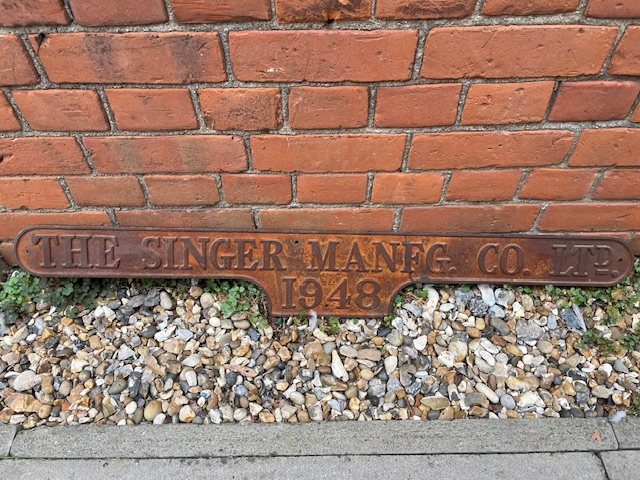 THE SINGER MANFG. CO. LTD.
1948